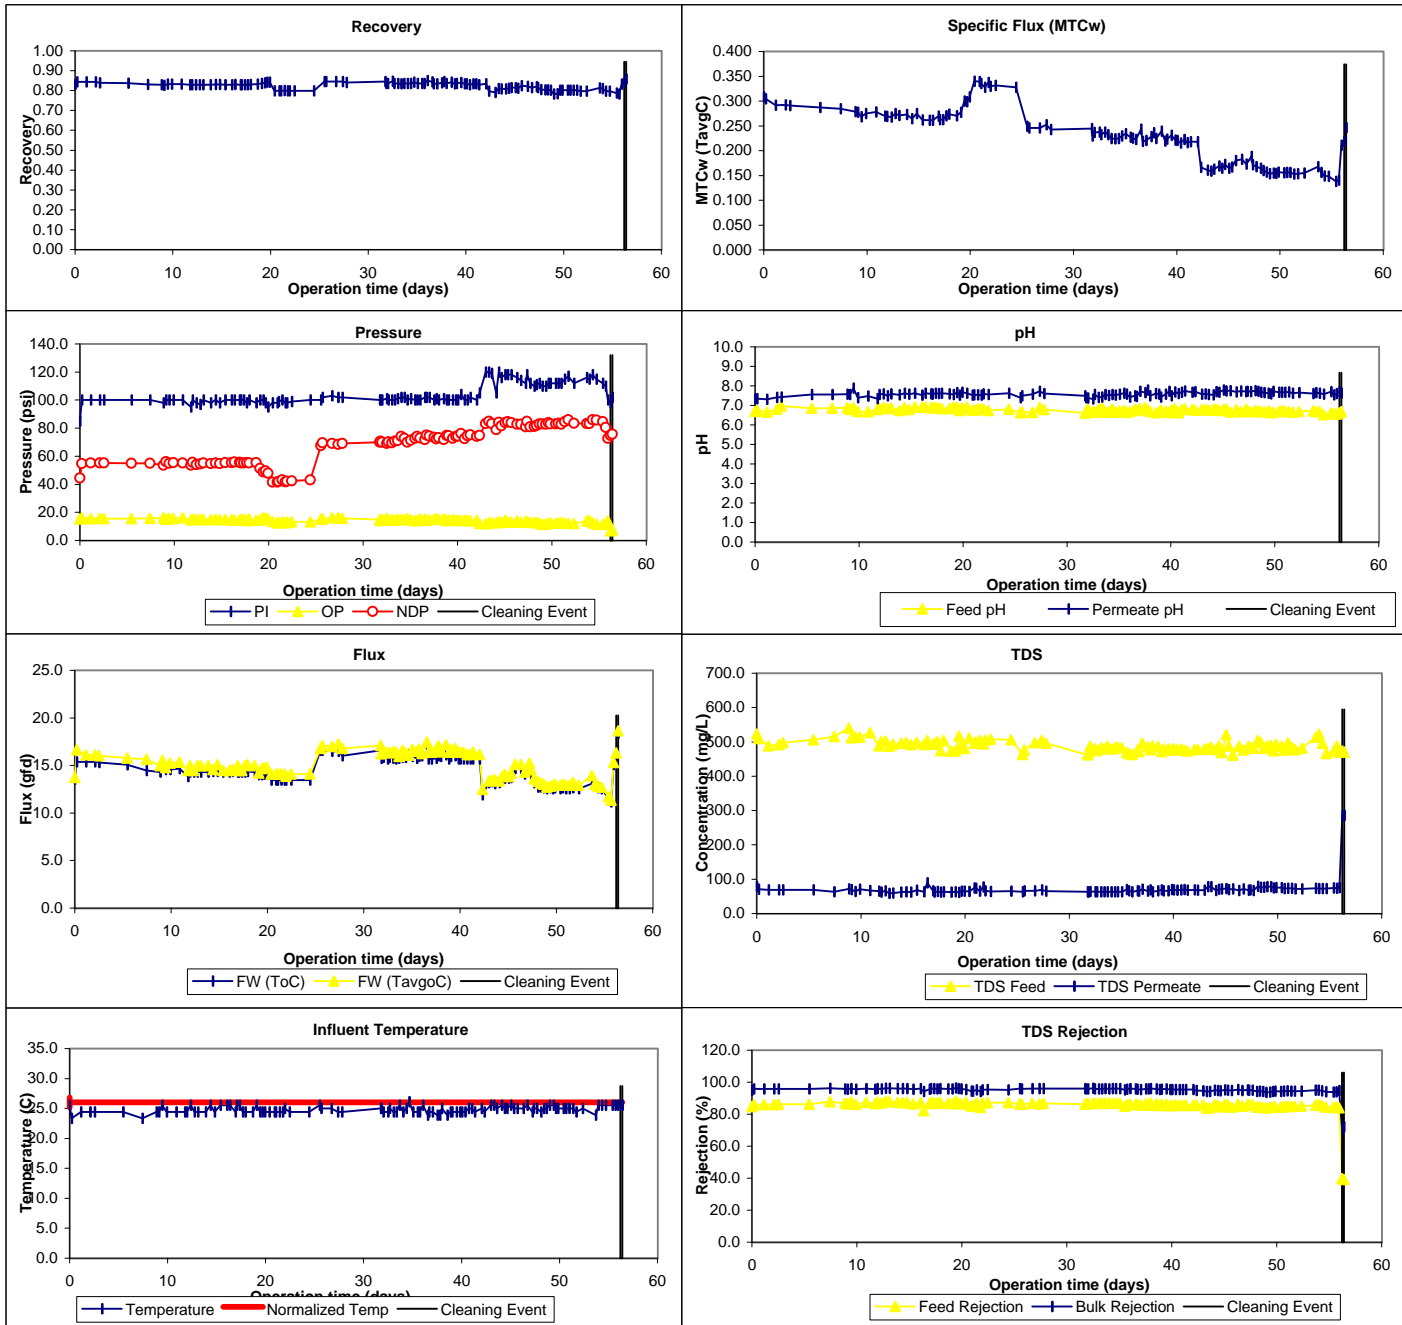 Recovery
1.00
0.90
0.80
0.70
0.60
0.50
0.40
0.30
0.20
0.10
0.00
Recovery
0 10 20 30 40 50 60
Operation time (days)
Specific Flux (MTCw)
0.400
0.350
0.300
0.250
0.200
0.150
0.100
0.050
0.000
MTCw (TavgC)
0 10 20 30 40 50 60
Operation time (days)
Pressure
140.0
120.0
100.0
80.0
60.0
40.0
20.0
0.0
Pressure (psi)
0 10 20 30 40 50 60
Operation time (days)
PI OP NDP Cleaning Event
pH
10.0
9.0
8.0
7.0
6.0
5.0
4.0
3.0
2.0
1.0
0.0
pH
0 10 20 30 40 50 60
Operation time (days)
Feed pH Permeate pH Cleaning Event
Flux
25.0
20.0
15.0
10.0
5.0
0.0
Flux (gfd)
0 10 20 30 40 50 60
Operation time (days)
FW (ToC) FW (TavgoC) Cleaning Event
TDS
700.0
600.0
500.0
400.0
300.0
200.0
100.0
0.0
Concentration (mg/L)
0 10 20 30 40 50 60
Operation time (days)
TDS Feed TDS Permeate Cleaning Event
Influent Temperature
35.0
30.0
25.0
20.0
15.0
10.0
5.0
0.0
Temperature (C)
0 10 20 30 40 50 60
Operation time (days)
Temperature Normalized Temp Cleaning Event
TDS Rejection
120.0
100.0
80.0
60.0
40.0
20.0
0.0
Rejection (%)
0 10 20 30 40 50 60
Operation time (days)
Feed Rejection Bulk Rejection Cleaning Event